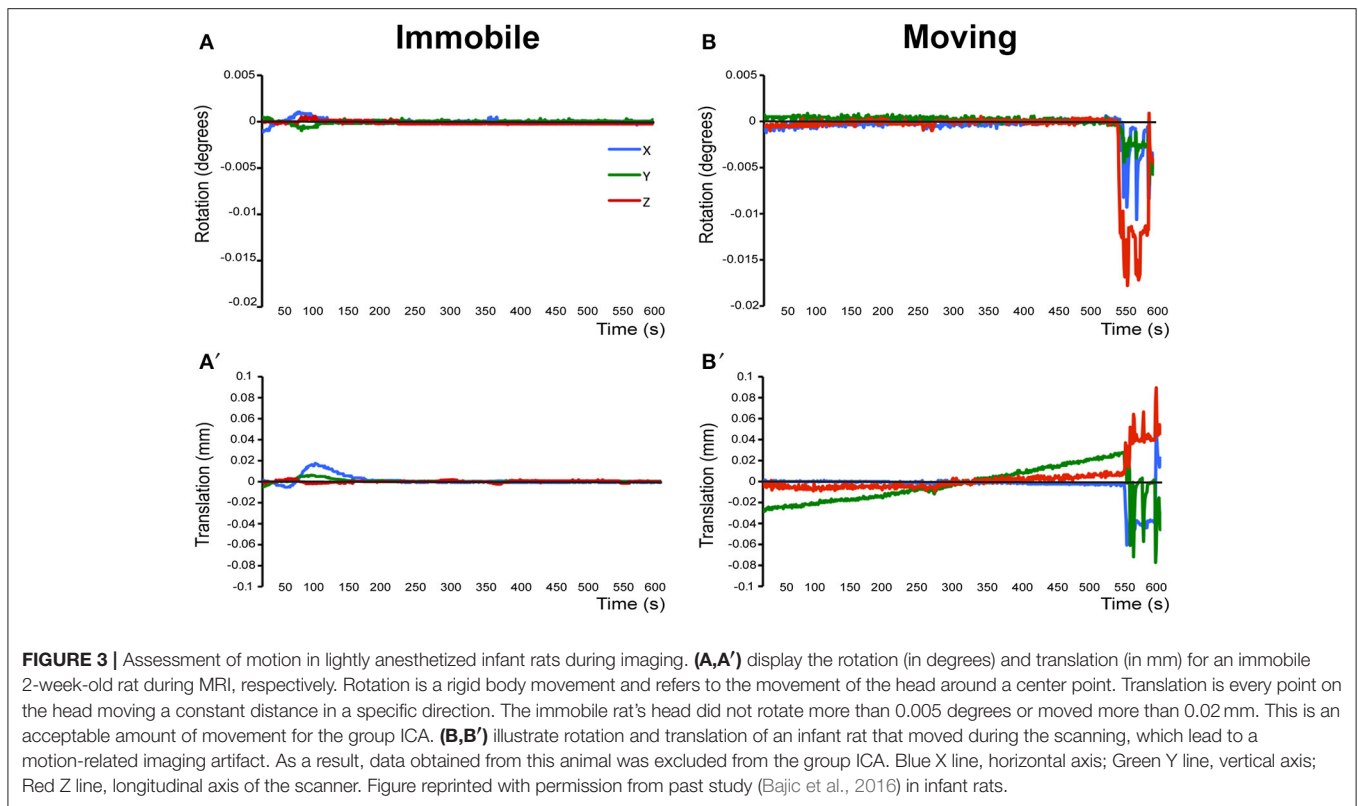 A Immobile
B Moving
0.005
0
-0.005
-0.01
-0.015
-0.02
Rotation (degrees)
X
Y
Z
50 100 150 200 250 300 350 400 450 500 550 600
Time (s)
0.005
0
-0.005
-0.01
-0.015
-0.02
Rotation (degrees)
50 100 150 200 250 300 350 400 450 500 550 600
Time (s)
A′
0.1
0.08
0.06
0.04
0.02
0
-0.02
-0.04
-0.06
-0.08
-0.1
Translation (mm)
50 100 150 200 250 300 350 400 450 500 550 600
Time (s)
B′
0.1
0.08
0.06
0.04
0.02
0
-0.02
-0.04
-0.06
-0.08
-0.1
Translation (mm)
50 100 150 200 250 300 350 400 450 500 550 600
Time (s)
FIGURE 3 | Assessment of motion in lightly anesthetized infant rats during imaging. (A,A′) display the rotation (in degrees) and translation (in mm) for an immobile
2-week-old rat during MRI, respectively. Rotation is a rigid body movement and refers to the movement of the head around a center point. Translation is every point on
the head moving a constant distance in a specific direction. The immobile rat's head did not rotate more than 0.005 degrees or moved more than 0.02 mm. This is an
acceptable amount of movement for the group ICA. (B,B′) illustrate rotation and translation of an infant rat that moved during the scanning, which lead to a
motion-related imaging artifact. As a result, data obtained from this animal was excluded from the group ICA. Blue X line, horizontal axis; Green Y line, vertical axis;
Red Z line, longitudinal axis of the scanner. Figure reprinted with permission from past study (Bajic et al., 2016) in infant rats.